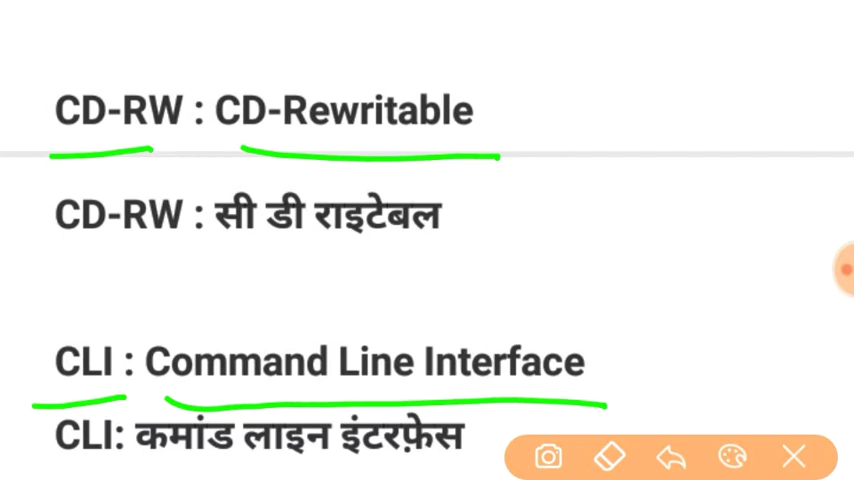 CD-RW : CD-Rewritable
CD-RW : सी डी राइटेबल
CLI : Command Line Interface
CLI: कमांड लाइन इंटरफ़ेस